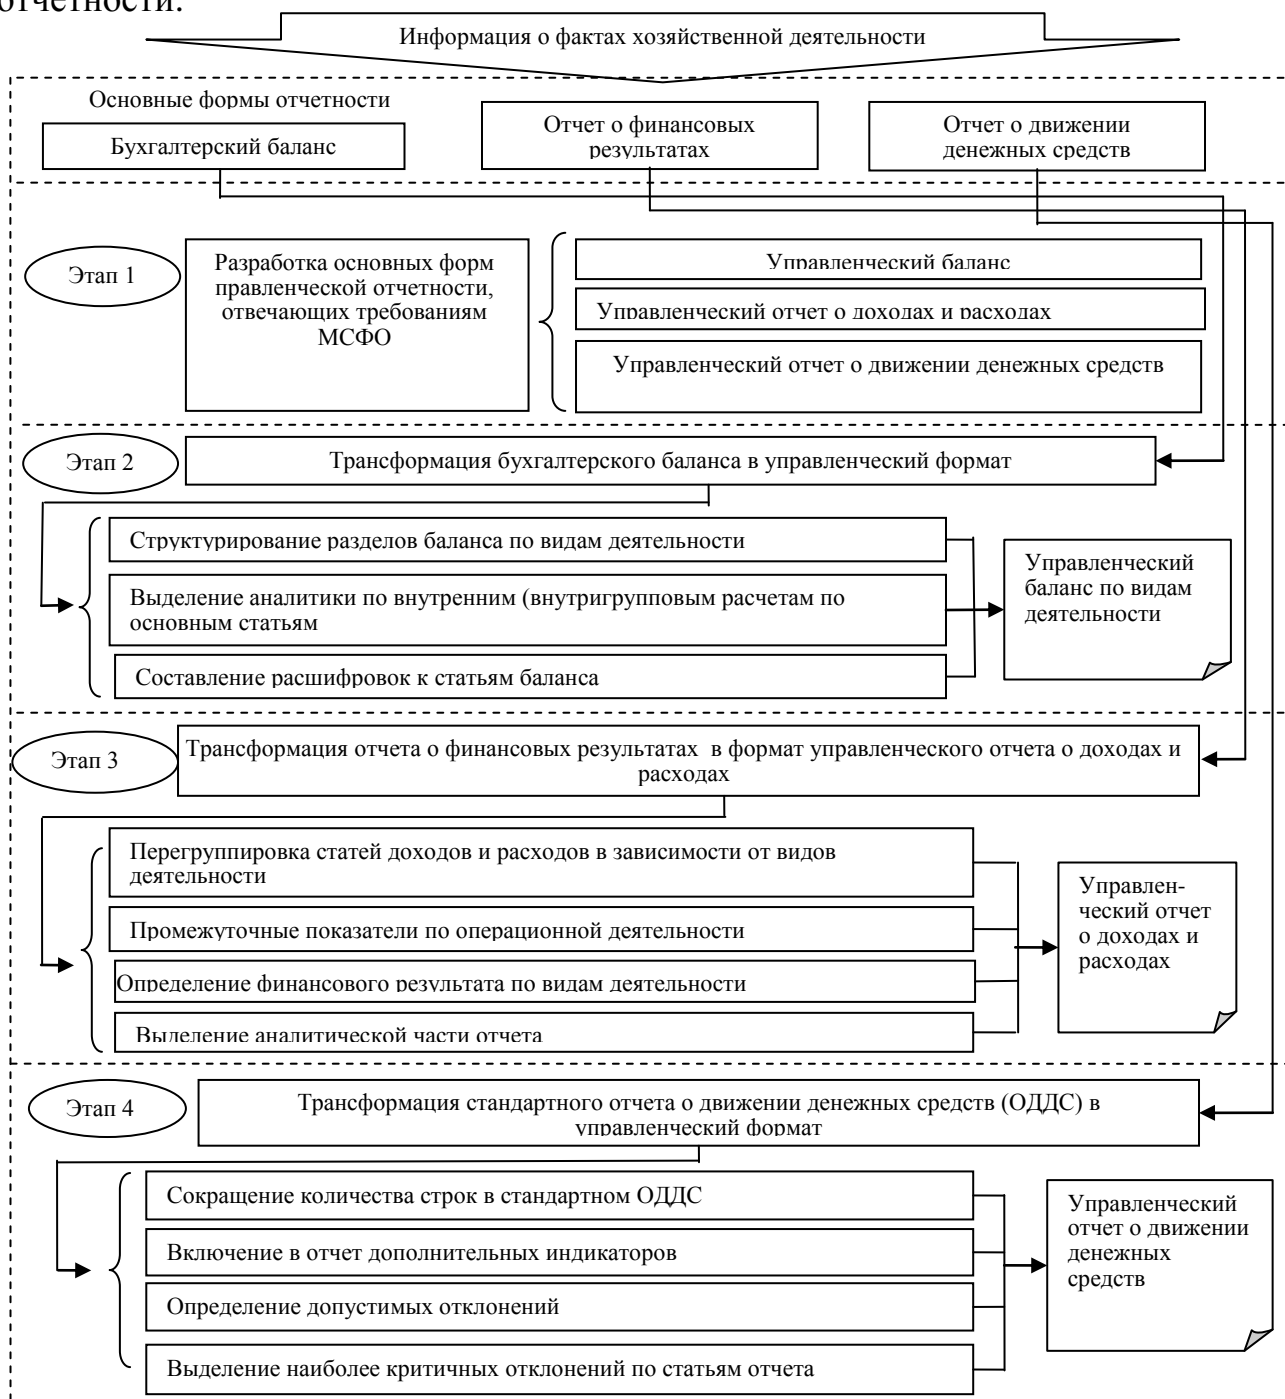 отчетности.
Информация о фактах хозяйственной деятельности
Основные формы отчетности
Бухгалтерский баланс
Отчет о финансовых
результатах
Отчет о движении
денежных средств
Этап 1
Разработка основных форм
правленческой отчетности,
отвечающих требованиям
МСФО
Управленческий баланс
Управленческий отчет о доходах и расходах
Управленческий отчет о движении денежных средств
Этап 2
Трансформация бухгалтерского баланса в управленческий формат
Структурирование разделов баланса по видам деятельности
Выделение аналитики по внутренним (внутригрупповым расчетам по
основным статьям
Составление расшифровок к статьям баланса
Управленческий
баланс по видам
деятельности
Этап 3
Трансформация отчета о финансовых результатах в формат управленческого отчета о доходах и
расходах
Перегруппировка статей доходов и расходов в зависимости от видов
деятельности
Промежуточные показатели по операционной деятельности
Определение финансового результата по видам деятельности
Выделение аналитической части отчета
Управлен-
ческий отчет
о доходах и
расходах
Этап 4
Трансформация стандартного отчета о движении денежных средств (ОДДС) в
управленческий формат
Сокращение количества строк в стандартном ОДДС
Включение в отчет дополнительных индикаторов
Определение допустимых отклонений
Выделение наиболее критичных отклонений по статьям отчета
Управленческий
отчет о движении
денежных
средств